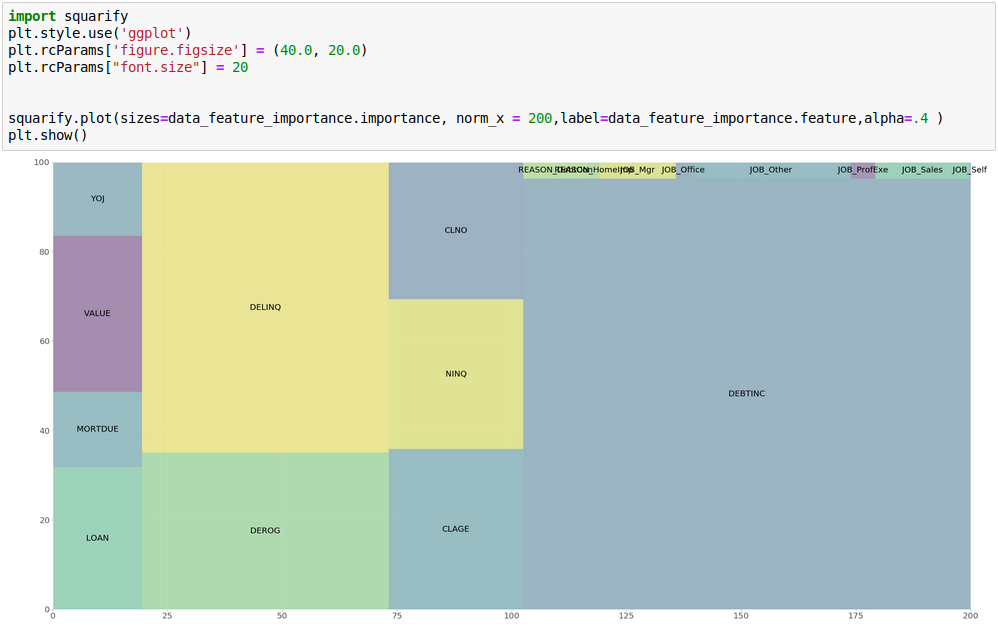 import squarify
plt.style.use('ggplot')
plt.rcParams['figure.figsize'] = (40.0, 20.0)
plt.rcParams["font.size"] = 20
squarify.plot(sizes=data_feature_importance.importance, norm_x = 200,label=data_feature_importance.feature,alpha=.4 )
plt.show()
100
JOB_Mgr JOB_Office JOB_Other JOB_ProfExe JOB_Sales JOB_Self
YOJ
CLNO
80
VALUE
DELINQ
60
NINQ
DEBTINC
40
MORTDUE
CLAGE
20
LOAN
DEROG
0
0 25 50 75 100 125 150 175 200